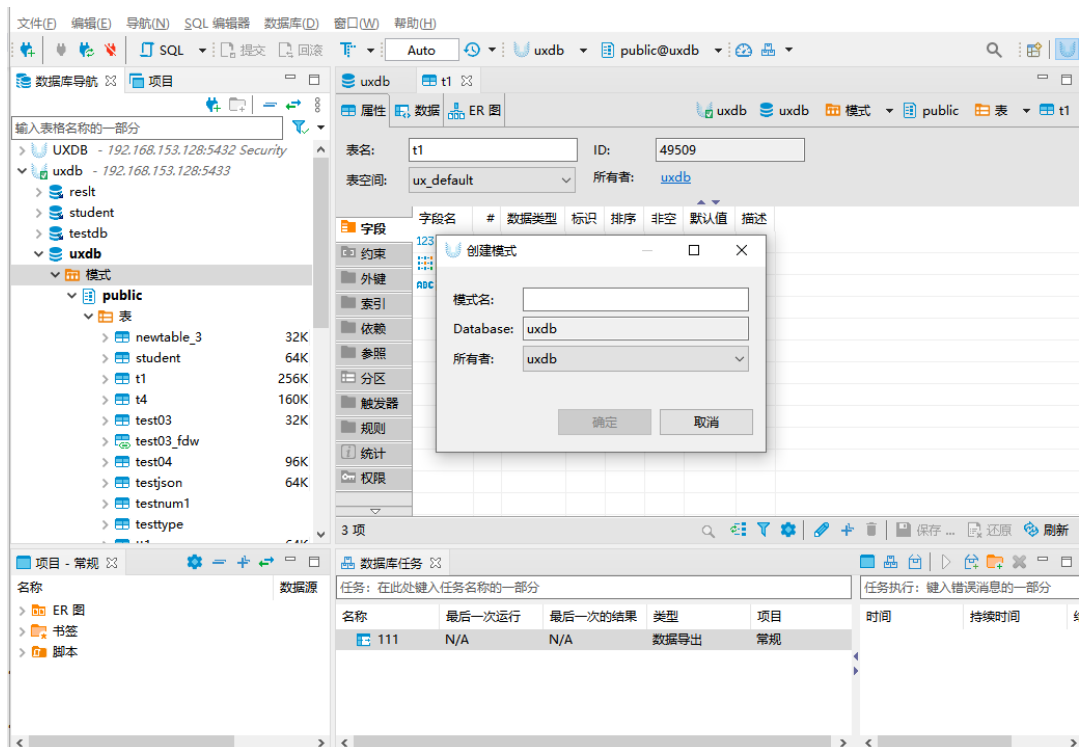 文件(F) 编辑(E) 导航(N) SQL 编辑器 数据库(D) 窗口(W) 帮助(H)
SQL 提交 回滚 Auto uxdb public@uxdb
数据库导航 项目
输入表格名称的一部分
UXDB - 192.168.153.128:5432 Security
uxdb - 192.168.153.128:5433
reslt
student
testdb
uxdb
模式
public
表
newtable_3 32K
student 64K
t1 256K
t4 160K
test03 32K
test03_fdw
test04 96K
testjson 64K
testnum1
testtype
uxdb t1
属性 数据 ER 图 uxdb uxdb 模式 public 表 t1
表名: t1 ID: 49509
表空间: ux_default 所有者: uxdb
字段名 # 数据类型 标识 排序 非空 默认值 描述
字段
约束
外键
索引
依赖
参照
分区
触发器
规则
统计
权限
123
ABC
创建模式
模式名:
Database: uxdb
所有者: uxdb
确定 取消
3 项 保存 ... 还原 刷新
项目 - 常规
名称 数据源
ER 图
书签
脚本
数据库任务
任务: 在此处键入任务名称的一部分
名称 最后一次运行 最后一次的结果 类型 项目
111 N/A N/A 数据导出 常规
任务执行: 键入错误消息的一部分
时间 持续时间